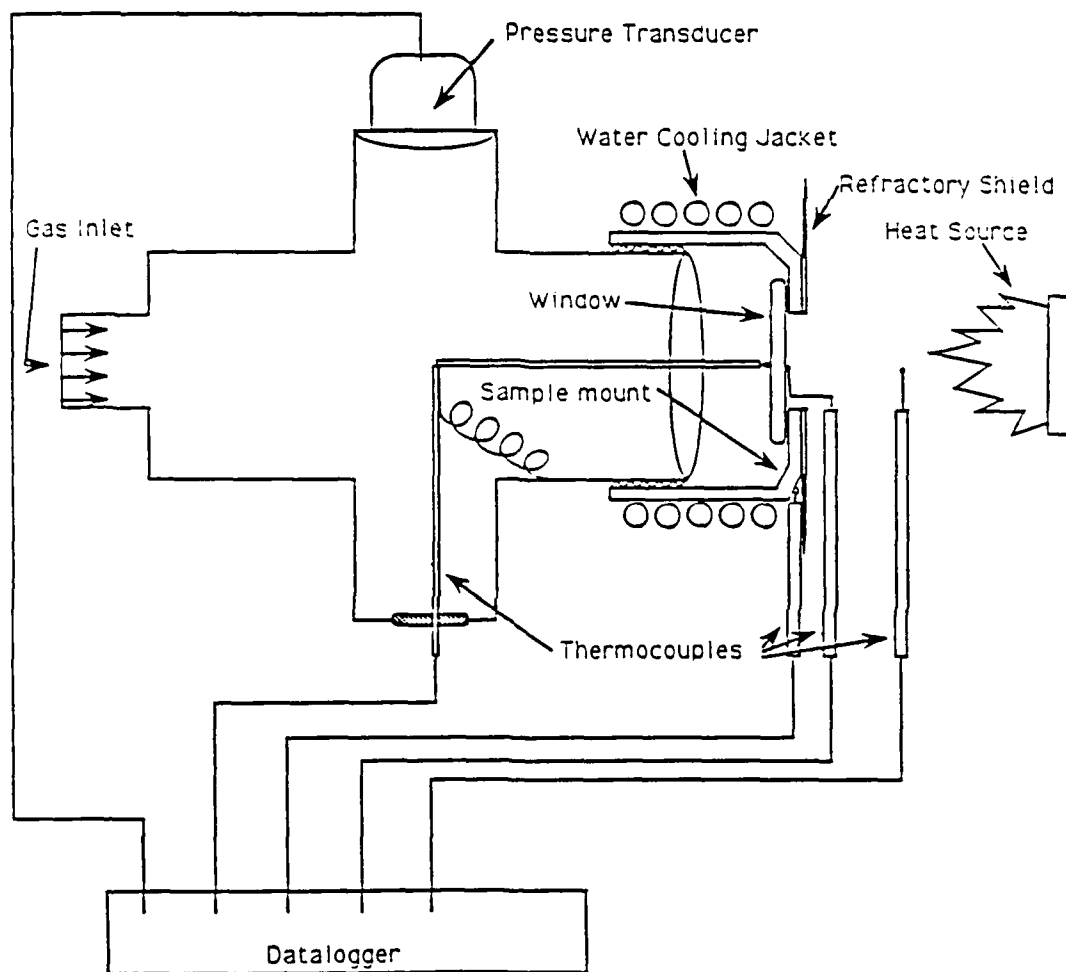 Pressure Transducer
Water Cooling Jacket
Refractory Shield
Gas Inlet
Heat Source
Window
Sample mount
Thermocouples
Datalogger